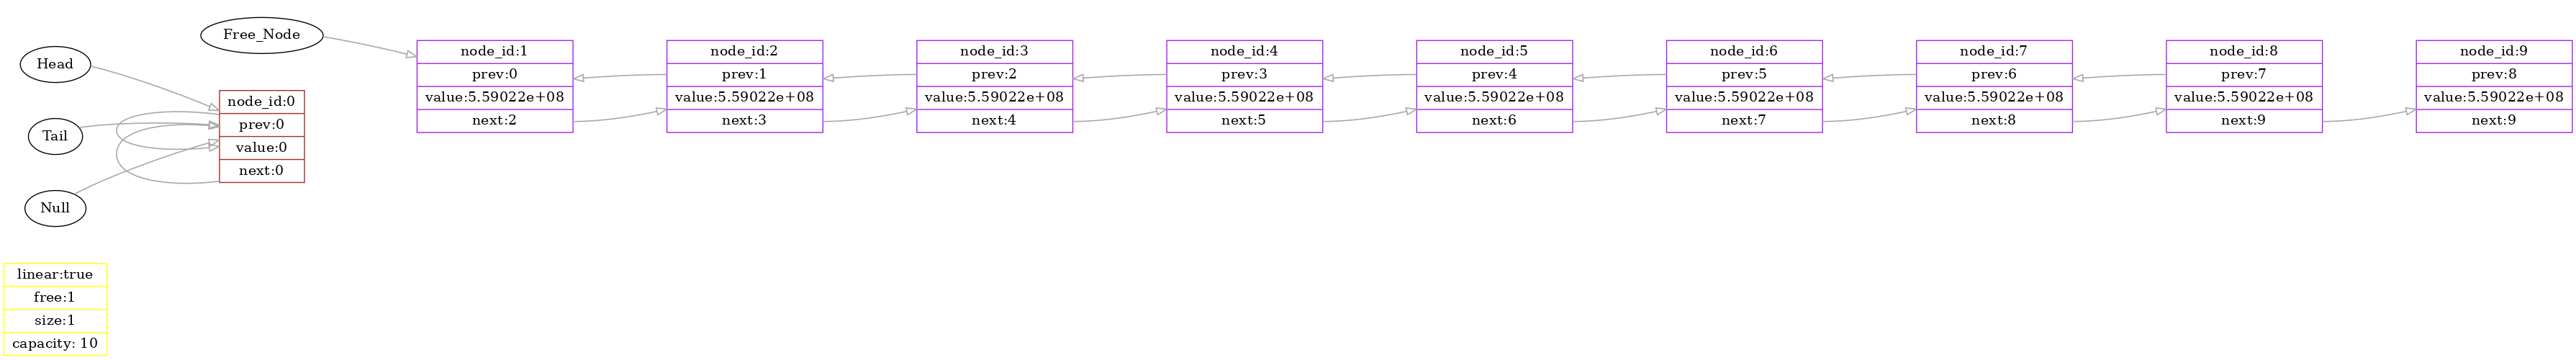 Free_Node
Head
Tail
Null
node_id:0
prev:0
value:0
next:0
node_id:1
prev:0
value:5.59022e+08
next:2
node_id:2
prev:1
value:5.59022e+08
next:3
node_id:3
prev:2
value:5.59022e+08
next:4
node_id:4
prev:3
value:5.59022e+08
next:5
node_id:5
prev:4
value:5.59022e+08
next:6
node_id:6
prev:5
value:5.59022e+08
next:7
node_id:7
prev:6
value:5.59022e+08
next:8
node_id:8
prev:7
value:5.59022e+08
next:9
node_id:9
prev:8
value:5.59022e+08
next:9
linear:true
free:1
size:1
capacity: 10